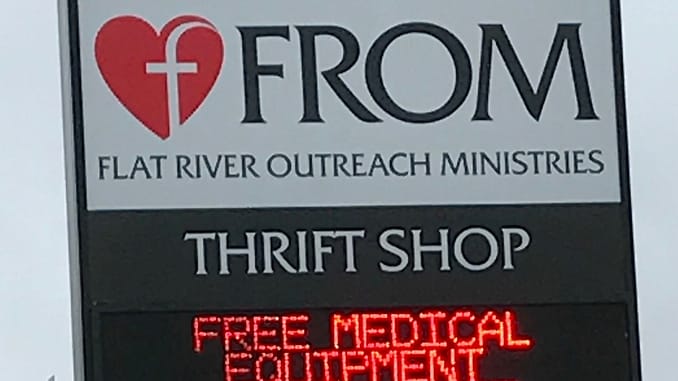 FROM
FLAT RIVER OUTREACH MINISTRIES
THRIFT SHOP
FREE MEDICAL
EQUIPMENT